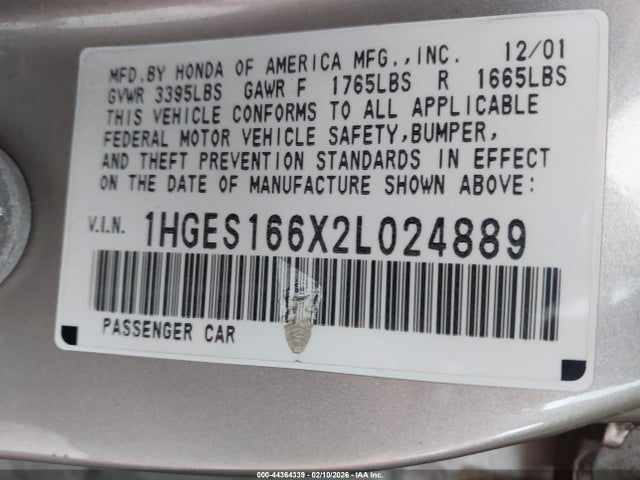 MFD.BY HONDA OF AMERICA MFG.,INC. 12/01
GVWR 3395LBS GAWR F 1765LBS R 1665LBS
THIS VEHICLE CONFORMS TO ALL APPLICABLE
FEDERAL MOTOR VEHICLE SAFETY,BUMPER,
AND THEFT PREVENTION STANDARDS IN EFFECT
ON THE DATE OF MANUFACTURE SHOWN ABOVE:
V.I.N. 1HGES166X2L024889
PASSENGER CAR
000-44364339 - 02/10/2026 - IAA Inc.